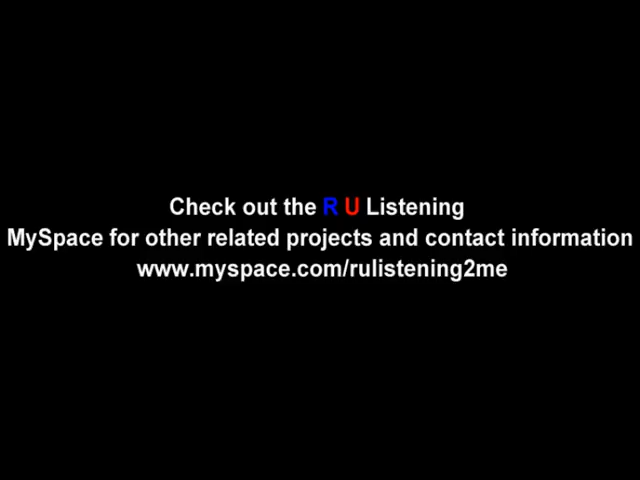 Check out the R U Listening
MySpace for other related projects and contact information
www.myspace.com/rulistening2me